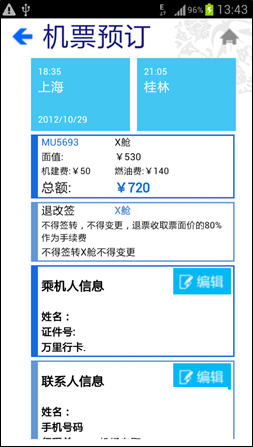 96% 13:43
机票预订
18:35
上海
2012/10/29
21:05
桂林
MU5693 X舱
面值: ￥530
机建费:￥50 燃油费:￥140
总额: ￥720
退改签 X舱
不得签转，不得变更，退票收取票面价的80%
作为手续费
不得签转X舱不得变更
乘机人信息 编辑
姓名：
证件号:
万里行卡.
联系人信息 编辑
姓名：
手机号码